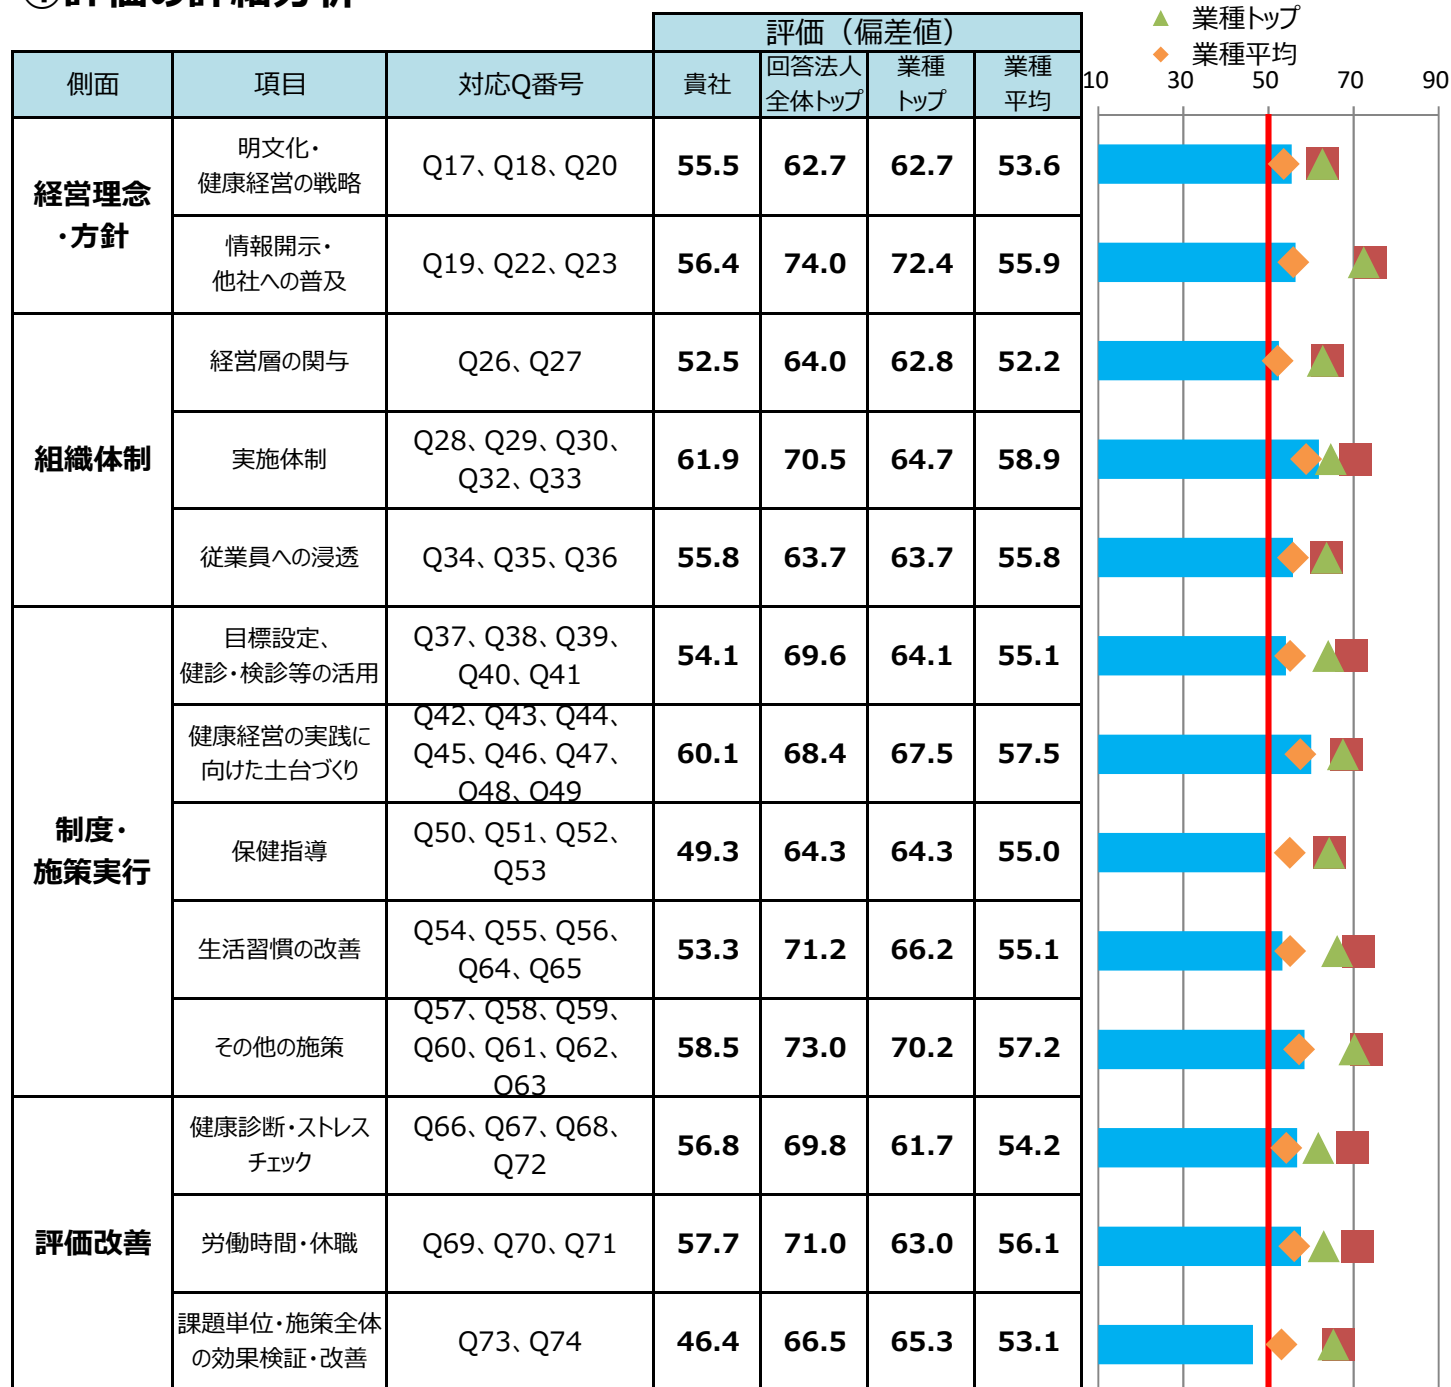 ④評価の詳細分析
▲ 業種トップ
◆ 業種平均
評価（偏差値）
側面 項目 対応Q番号 貴社 回答法人 業種 業種
全体トップ トップ 平均
10 30 50 70 90
経営理念
・方針
明文化・
健康経営の戦略
Q17、Q18、Q20 55.5 62.7 62.7 53.6
情報開示・
他社への普及
Q19、Q22、Q23 56.4 74.0 72.4 55.9
組織体制
経営層の関与 Q26、Q27 52.5 64.0 62.8 52.2
実施体制
Q28、Q29、Q30、
Q32、Q33
61.9 70.5 64.7 58.9
従業員への浸透 Q34、Q35、Q36 55.8 63.7 63.7 55.8
制度・
施策実行
目標設定、
健診・検診等の活用
Q37、Q38、Q39、
Q40、Q41
54.1 69.6 64.1 55.1
健康経営の実践に
向けた土台づくり
Q42、Q43、Q44、
Q45、Q46、Q47、
Q48、Q49
60.1 68.4 67.5 57.5
保健指導
Q50、Q51、Q52、
Q53
49.3 64.3 64.3 55.0
生活習慣の改善
Q54、Q55、Q56、
Q64、Q65
53.3 71.2 66.2 55.1
その他の施策
Q57、Q58、Q59、
Q60、Q61、Q62、
Q63
58.5 73.0 70.2 57.2
評価改善
健康診断・ストレス
チェック
Q66、Q67、Q68、
Q72
56.8 69.8 61.7 54.2
労働時間・休職 Q69、Q70、Q71 57.7 71.0 63.0 56.1
課題単位・施策全体
の効果検証・改善
Q73、Q74 46.4 66.5 65.3 53.1